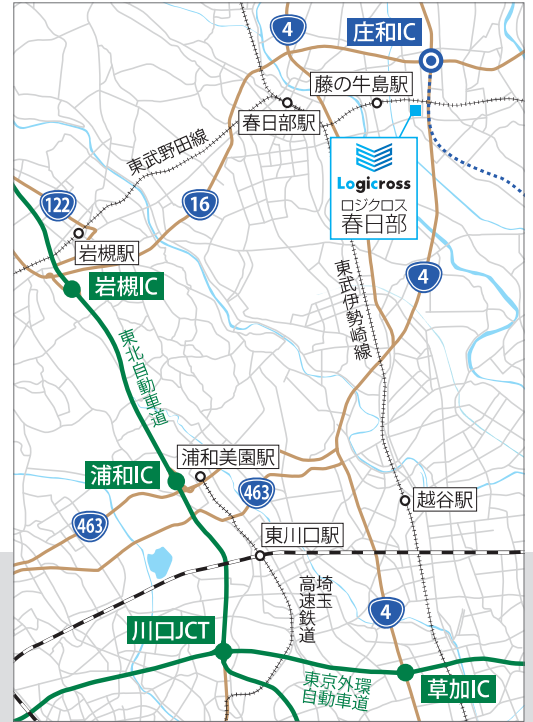 4
庄和IC
藤の牛島駅
春日部駅
東武野田線
Logicross
ロジクロス
春日部
122
16
岩槻駅
4
岩槻IC
東武伊勢崎線
東北自動車道
浦和美園駅
浦和IC
463
越谷駅
463
東川口駅
埼玉
高速鉄道
4
川口JCT
東京外環
自動車道
草加IC